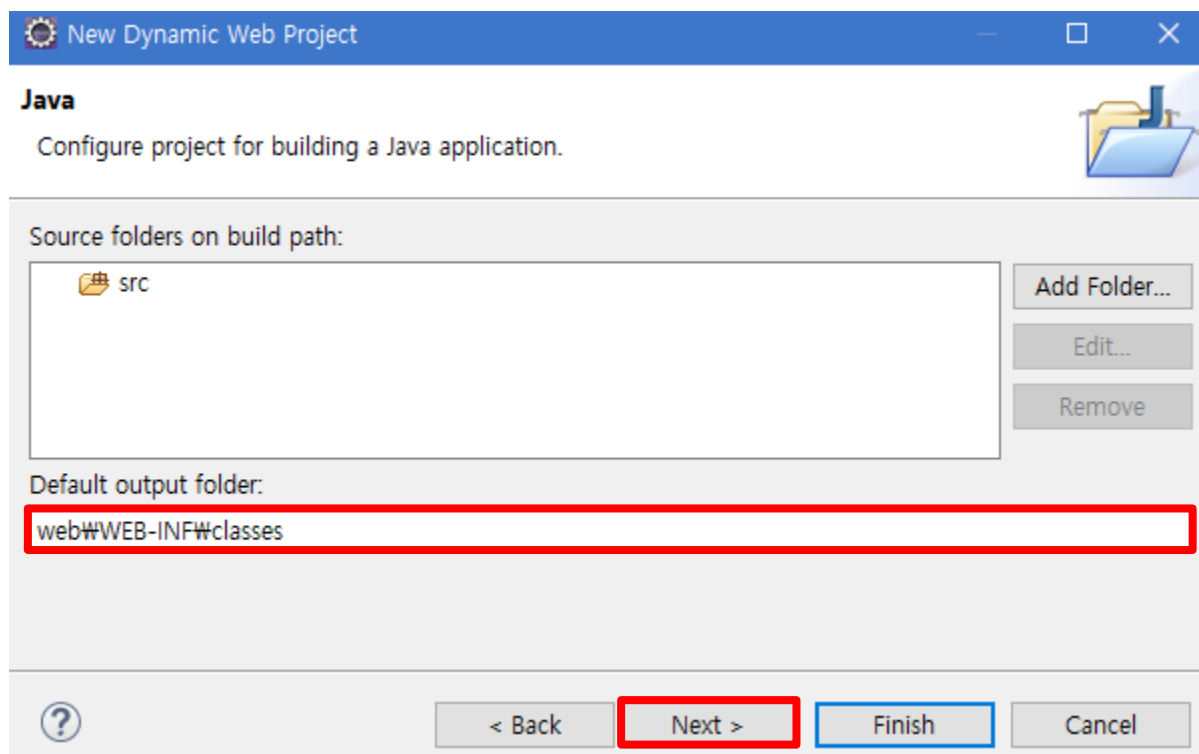 New Dynamic Web Project
Java
Configure project for building a Java application.
Source folders on build path:
src
Add Folder...
Edit...
Remove
Default output folder:
web₩WEB-INF₩classes
?
< Back
Next >
Finish
Cancel